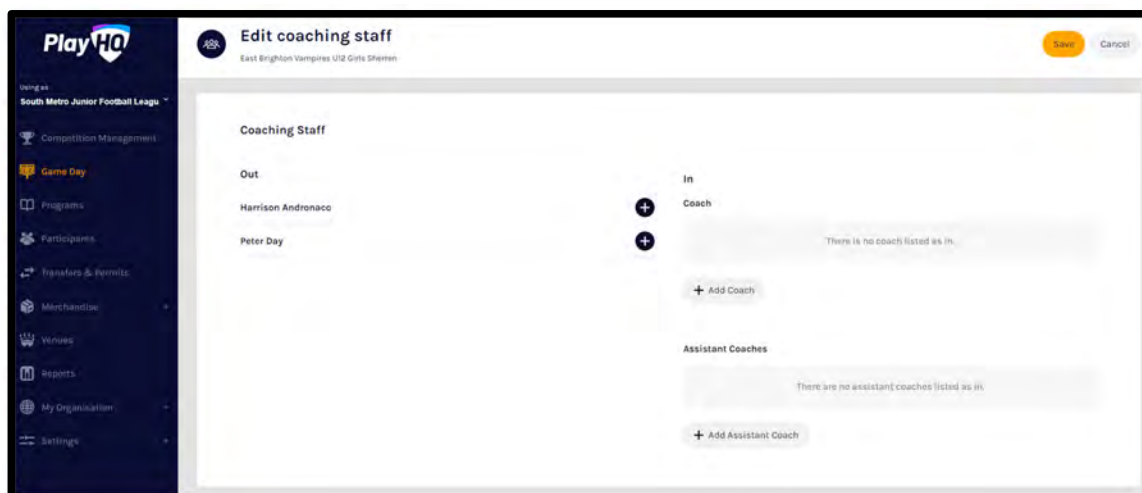 PlayHQ
Using as
South Metro Junior Football Leagu
Competition Management
Game Day
Programs
Participants
Transfers & Permits
Merchandise +
Venues
Reports
My Organisation +
Settings +
Edit coaching staff
East Brighton Vampires U12 Girls Sherren
Save Cancel
Coaching Staff
Out
Harrison Andronaco
Peter Day
In
Coach
There is no coach listed as in.
+ Add Coach
Assistant Coaches
There are no assistant coaches listed as in.
+ Add Assistant Coach